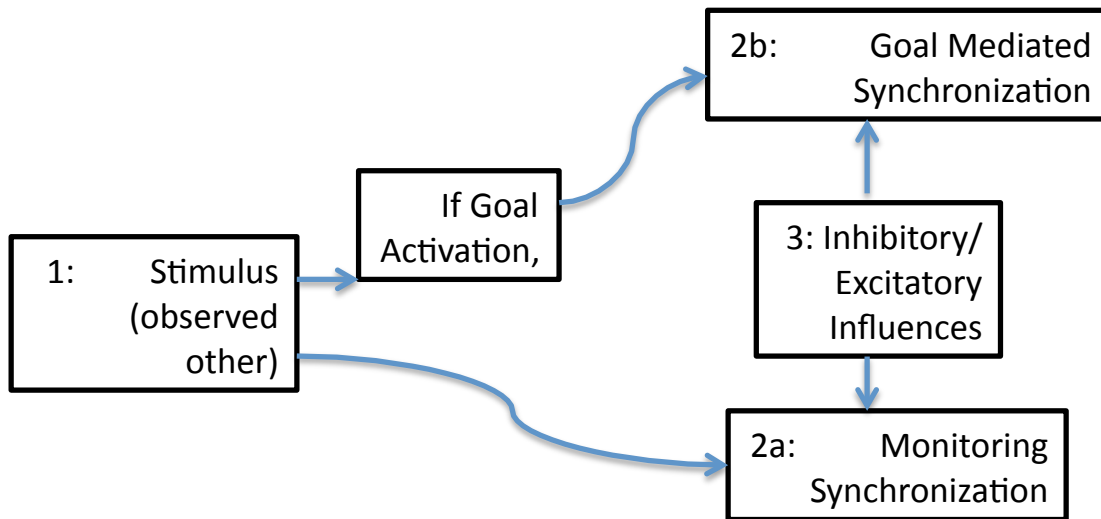 2b: Goal Mediated
Synchronization
If Goal
Activation,
1: Stimulus
(observed
other)
3: Inhibitory/
Excitatory
Influences
2a: Monitoring
Synchronization